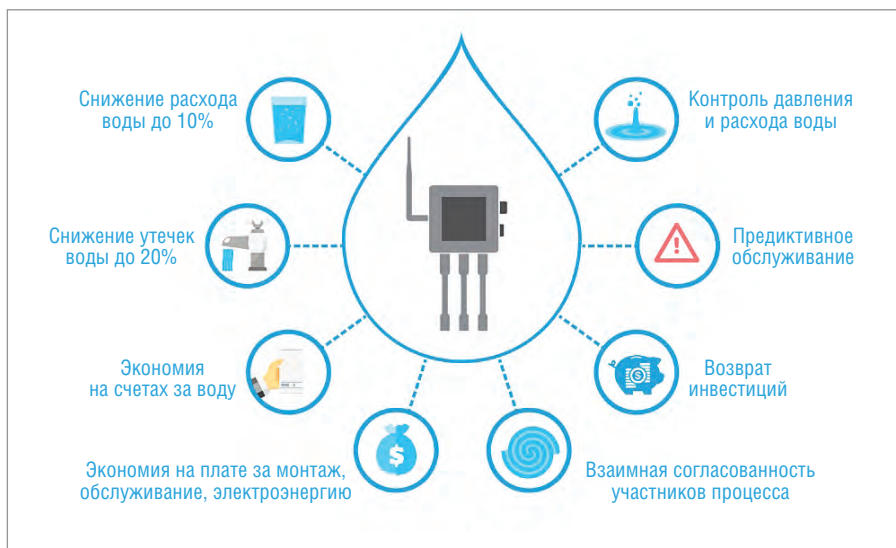 Снижение расхода
воды до 10%
Контроль давления
и расхода воды
Снижение утечек
воды до 20%
Предиктивное
обслуживание
Экономия
на счетах за воду
Возврат
инвестиций
Экономия на плате за монтаж,
обслуживание, электроэнергию
Взаимная согласованность
участников процесса